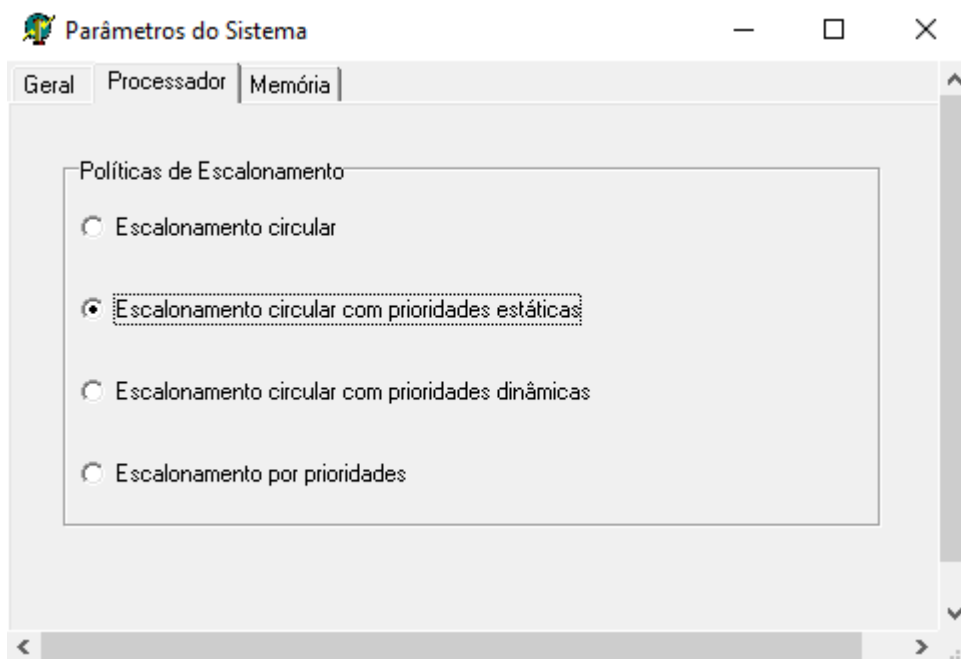 Parâmetros do Sistema
Geral Processador Memória
Políticas de Escalonamento
Escalonamento circular
Escalonamento circular com prioridades estáticas
Escalonamento circular com prioridades dinâmicas
Escalonamento por prioridades